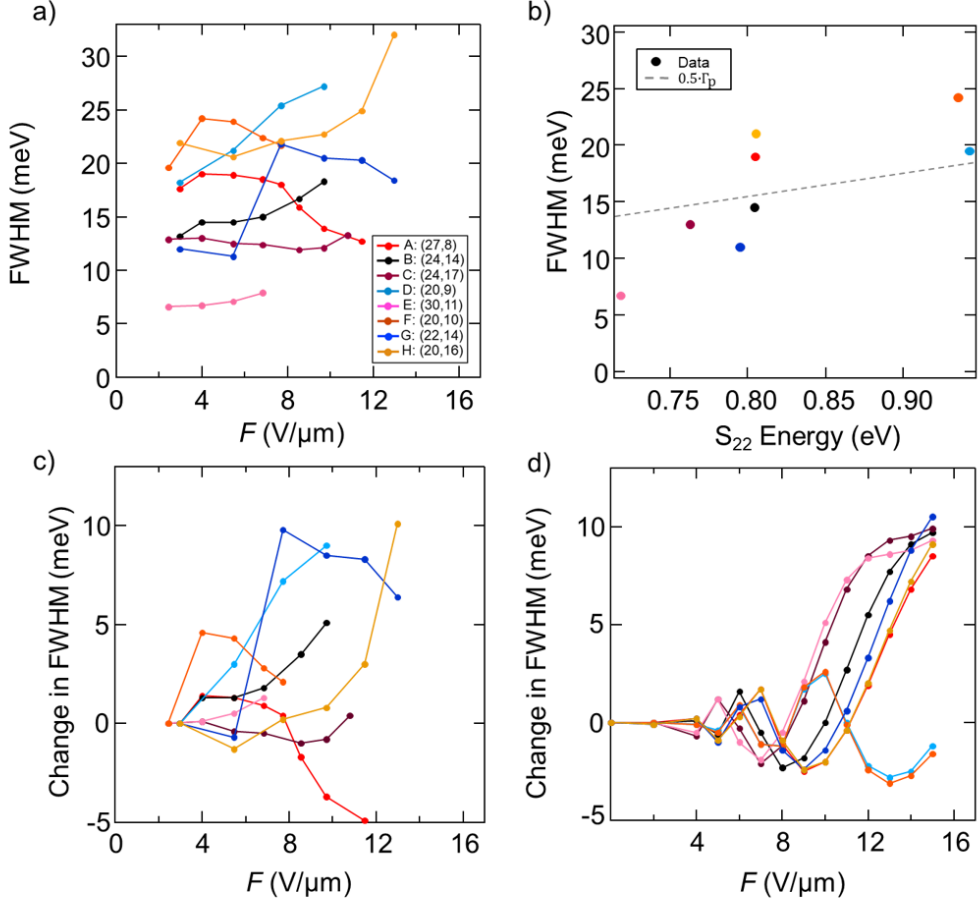 a)
FWHM (meV)
30
25
20
15
10
5
0
0
4
8
12
16
F (V/µm)
A: (27,8)
B: (24,14)
C: (24,17)
D: (20,9)
E: (30,11)
F: (20,10)
G: (22,14)
H: (20,16)
b)
FWHM (meV)
30
25
20
15
10
5
0
0.75
0.80
0.85
0.90
S22 Energy (eV)
Data
0.5·Γp
c)
Change in FWHM (meV)
10
5
0
-5
0
4
8
12
16
F (V/µm)
d)
Change in FWHM (meV)
10
5
0
-5
0
4
8
12
16
F (V/µm)